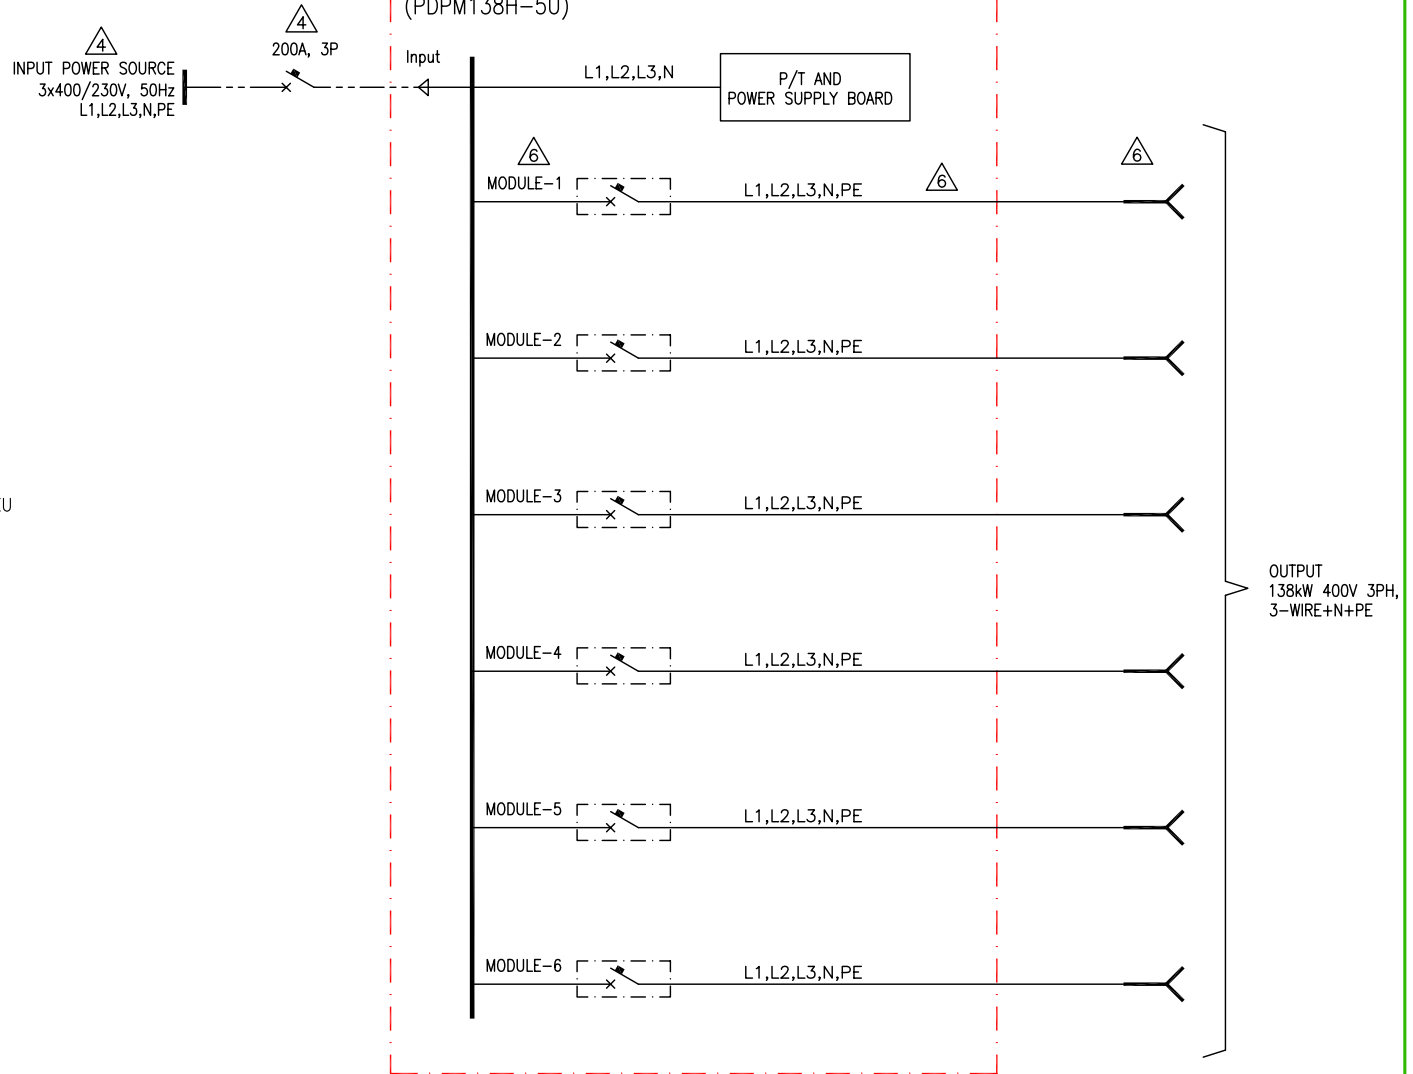 (PDPM138H-5U)
4
4
200A, 3P
INPUT POWER SOURCE
3x400/230V, 50Hz
L1,L2,L3,N,PE
Input
L1,L2,L3,N
P/T AND
POWER SUPPLY BOARD
6
6
6
MODULE-1
L1,L2,L3,N,PE
MODULE-2
L1,L2,L3,N,PE
MODULE-3
L1,L2,L3,N,PE
OUTPUT
138kW 400V 3PH,
3-WIRE+N+PE
MODULE-4
L1,L2,L3,N,PE
MODULE-5
L1,L2,L3,N,PE
MODULE-6
L1,L2,L3,N,PE